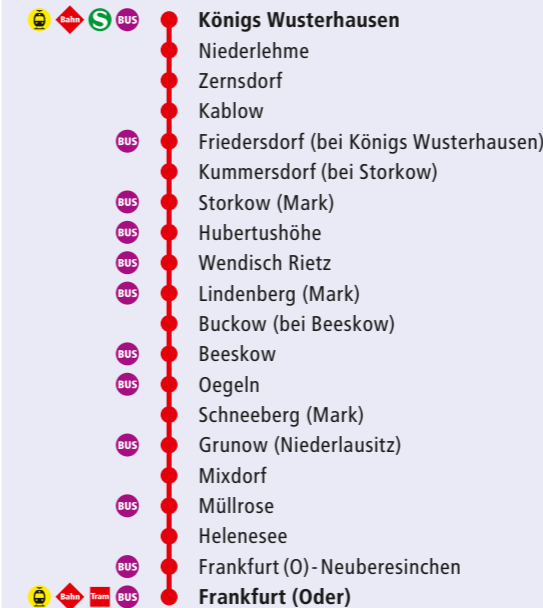 Bahn S BUS Königs Wusterhausen
Niederlehme
Zernsdorf
Kablow
BUS Friedersdorf (bei Königs Wusterhausen)
Kummersdorf (bei Storkow)
BUS Storkow (Mark)
BUS Hubertushöhe
BUS Wendisch Rietz
BUS Lindenberg (Mark)
Buckow (bei Beeskow)
BUS Beeskow
BUS Oegeln
Schneeberg (Mark)
BUS Grunow (Niederlausitz)
Mixdorf
BUS Müllrose
Helenesee
BUS Frankfurt (O)-Neuberesinchen
Bahn Tram BUS Frankfurt (Oder)